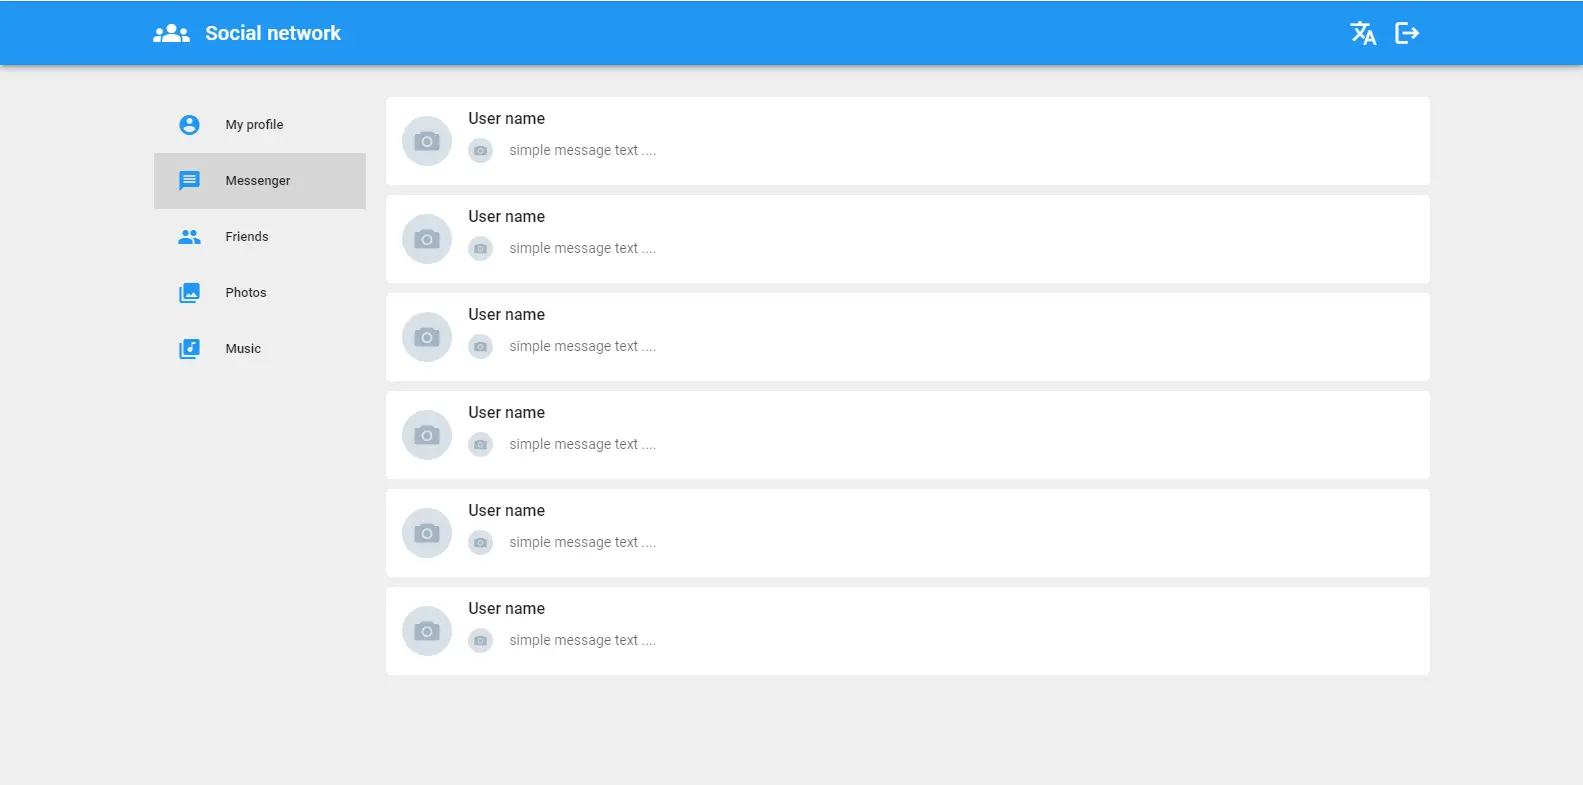 Social network
My profile
Messenger
Friends
Photos
Music
User name
simple message text ....
User name
simple message text ....
User name
simple message text ....
User name
simple message text ....
User name
simple message text ....
User name
simple message text ....